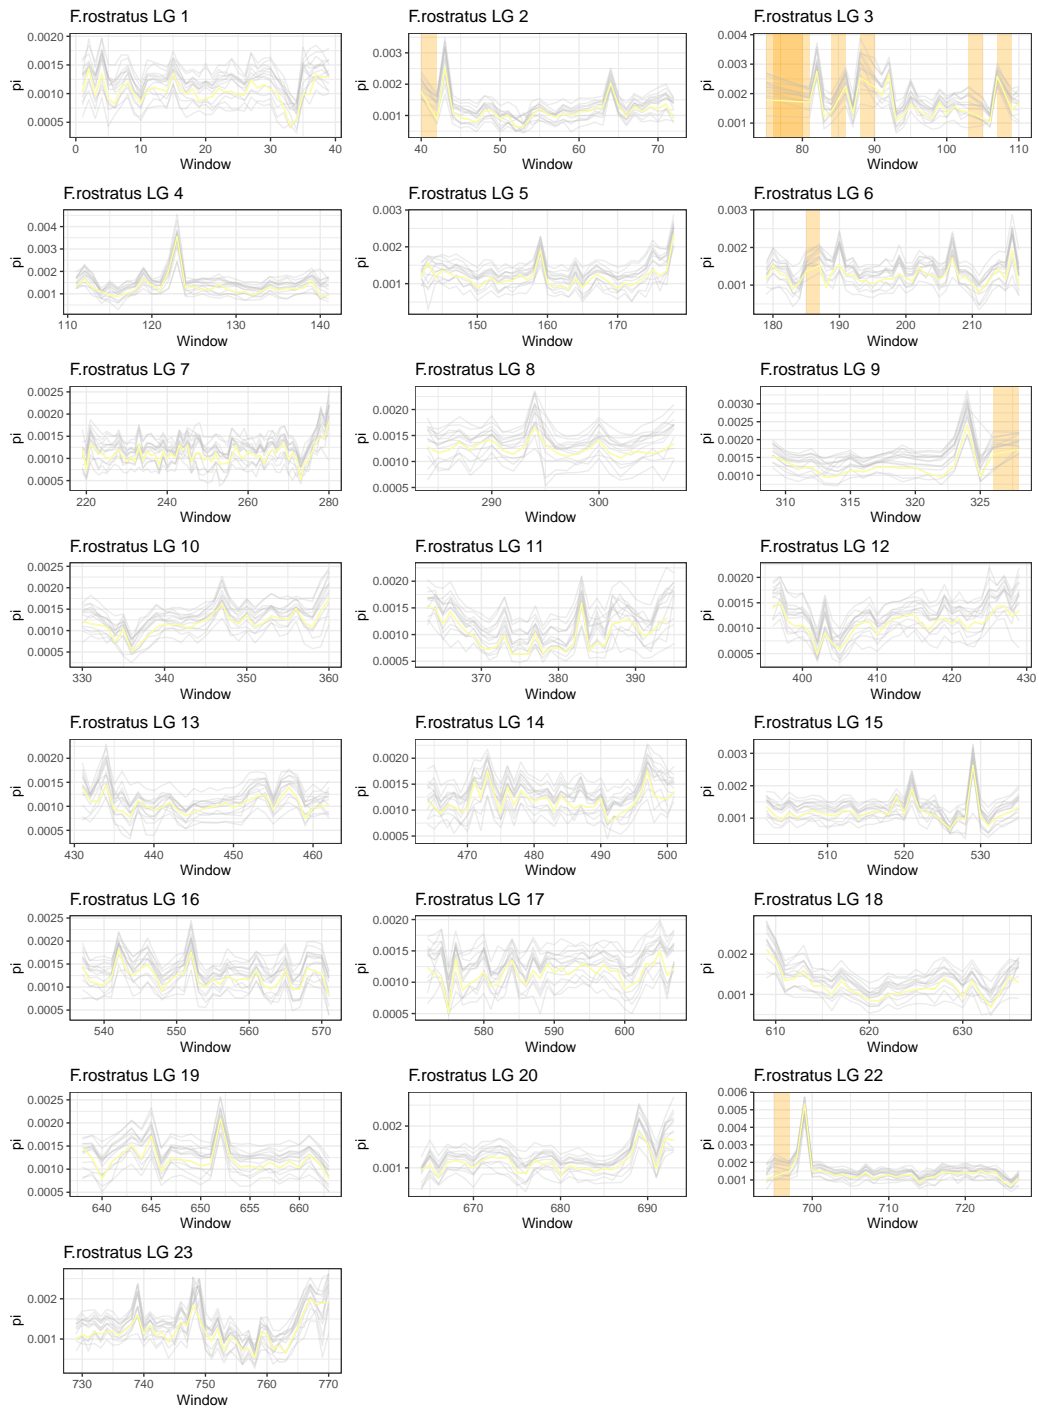 F.rostratus LG 1
F.rostratus LG 2
F.rostratus LG 3
0.0020
0.0015
0.0010
0.0005
pi
0 10 20 30 40
Window
0.003
0.002
0.001
pi
40 50 60 70
Window
0.004
0.003
0.002
0.001
pi
80 90 100 110
Window
F.rostratus LG 4
F.rostratus LG 5
F.rostratus LG 6
0.004
0.003
0.002
0.001
pi
110 120 130 140
Window
0.003
0.002
0.001
pi
150 160 170
Window
0.003
0.002
0.001
pi
180 190 200 210
Window
F.rostratus LG 7
F.rostratus LG 8
F.rostratus LG 9
0.0025
0.0020
0.0015
0.0010
0.0005
pi
220 240 260 280
Window
0.0020
0.0015
0.0010
0.0005
pi
290 300
Window
0.0030
0.0025
0.0020
0.0015
0.0010
pi
310 315 320 325
Window
F.rostratus LG 10
F.rostratus LG 11
F.rostratus LG 12
0.0025
0.0020
0.0015
0.0010
0.0005
pi
330 340 350 360
Window
0.0020
0.0015
0.0010
0.0005
pi
370 380 390
Window
0.0020
0.0015
0.0010
0.0005
pi
400 410 420 430
Window
F.rostratus LG 13
F.rostratus LG 14
F.rostratus LG 15
0.0020
0.0015
0.0010
0.0005
pi
430 440 450 460
Window
0.0020
0.0015
0.0010
0.0005
pi
470 480 490 500
Window
0.003
0.002
0.001
pi
510 520 530
Window
F.rostratus LG 16
F.rostratus LG 17
F.rostratus LG 18
0.0025
0.0020
0.0015
0.0010
0.0005
pi
540 550 560 570
Window
0.0020
0.0015
0.0010
0.0005
pi
580 590 600
Window
0.002
0.001
pi
610 620 630
Window
F.rostratus LG 19
F.rostratus LG 20
F.rostratus LG 22
0.0025
0.0020
0.0015
0.0010
0.0005
pi
640 645 650 655 660
Window
0.002
0.001
pi
670 680 690
Window
0.006
0.005
0.004
0.003
0.002
0.001
pi
700 710 720
Window
F.rostratus LG 23
0.002
0.001
pi
730 740 750 760 770
Window